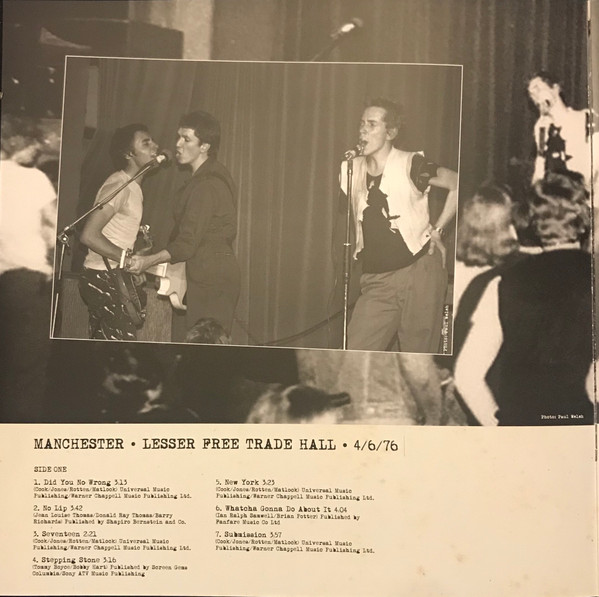 Photo: Paul Welsh
Photo: Paul Welsh
MANCHESTER • LESSER FREE TRADE HALL • 4/6/76
SIDE ONE
1. Did You No Wrong 3.13
(Cook/Jones/Rotten/Matlock) Universal Music
Publishing/Warner Chappell Music Publishing Ltd.
2. No Lip 3.42
(Jean Louise Thomas/Donald Ray Thomas/Barry
Richards) Published by Shapiro Bernstein and Co.
3. Seventeen 2.21
(Cook/Jones/Rotten/Matlock) Universal Music
Publishing/Warner Chappell Music Publishing Ltd.
4. Stepping Stone 3.16
(Tommy Boyce/Bobby Hart) Published by Screen Gems
Columbia/Sony ATV Music Publishing
5. New York 3.23
(Cook/Jones/Rotten/Matlock) Universal Music
Publishing/Warner Chappell Music Publishing Ltd.
6. Whatcha Gonna Do About It 4.04
(Ian Ralph Samwell/Brian Potter) Published by
Fanfare Music Co Ltd
7. Submission 3.57
(Cook/Jones/Rotten/Matlock) Universal Music
Publishing/Warner Chappell Music Publishing Ltd.